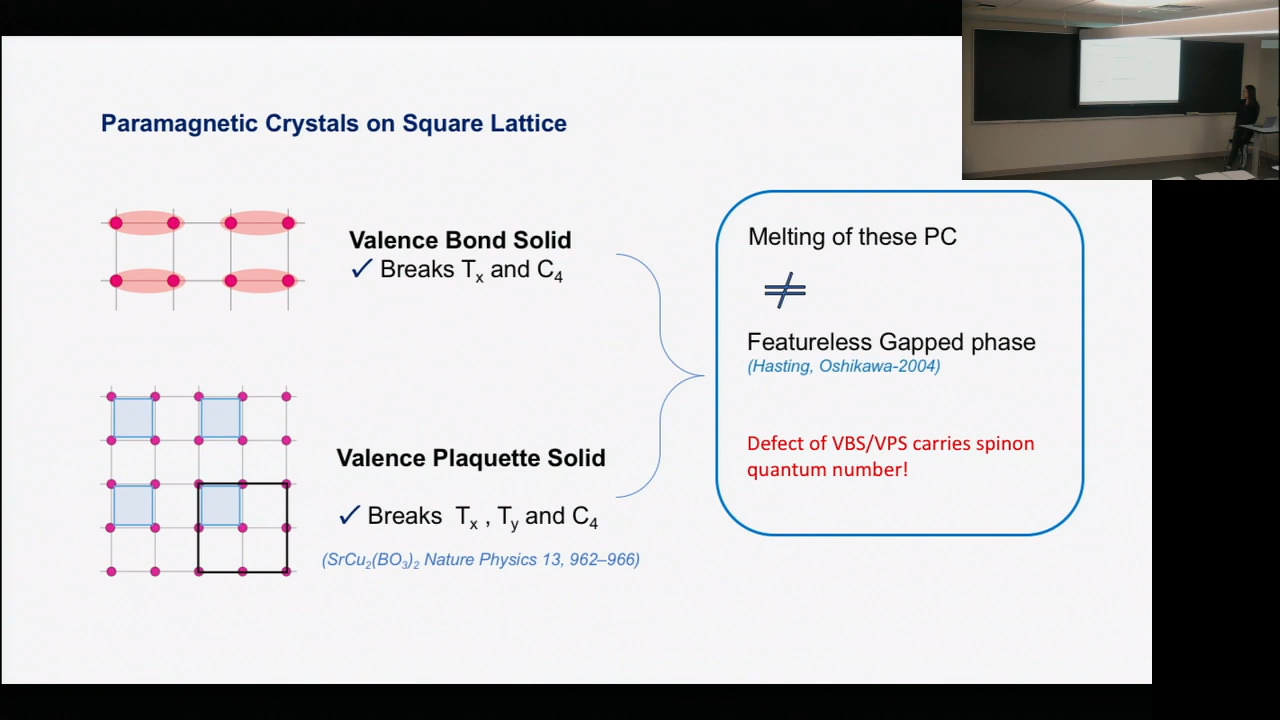 Paramagnetic Crystals on Square Lattice
Valence Bond Solid
✓ Breaks Tx and C4
Valence Plaquette Solid
✓ Breaks Tx , Ty and C4
(SrCu2(BO3)2 Nature Physics 13, 962–966)
Melting of these PC
≠
Featureless Gapped phase
(Hasting, Oshikawa-2004)
Defect of VBS/VPS carries spinon
quantum number!